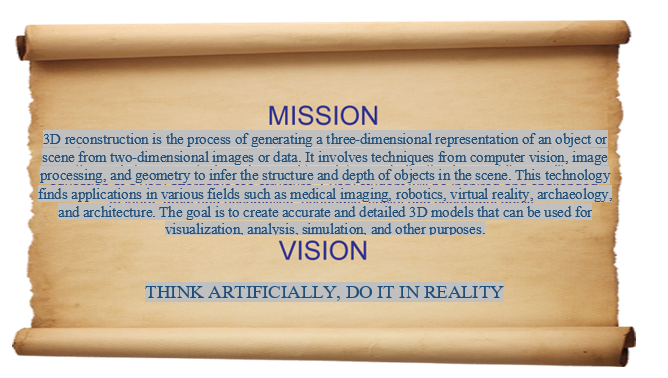 MISSION
3D reconstruction is the process of generating a three-dimensional representation of an object or
scene from two-dimensional images or data. It involves techniques from computer vision, image
processing, and geometry to infer the structure and depth of objects in the scene. This technology
finds applications in various fields such as medical imaging, robotics, virtual reality, archaeology,
and architecture. The goal is to create accurate and detailed 3D models that can be used for
visualization, analysis, simulation, and other purposes.
VISION
THINK ARTIFICIALLY, DO IT IN REALITY